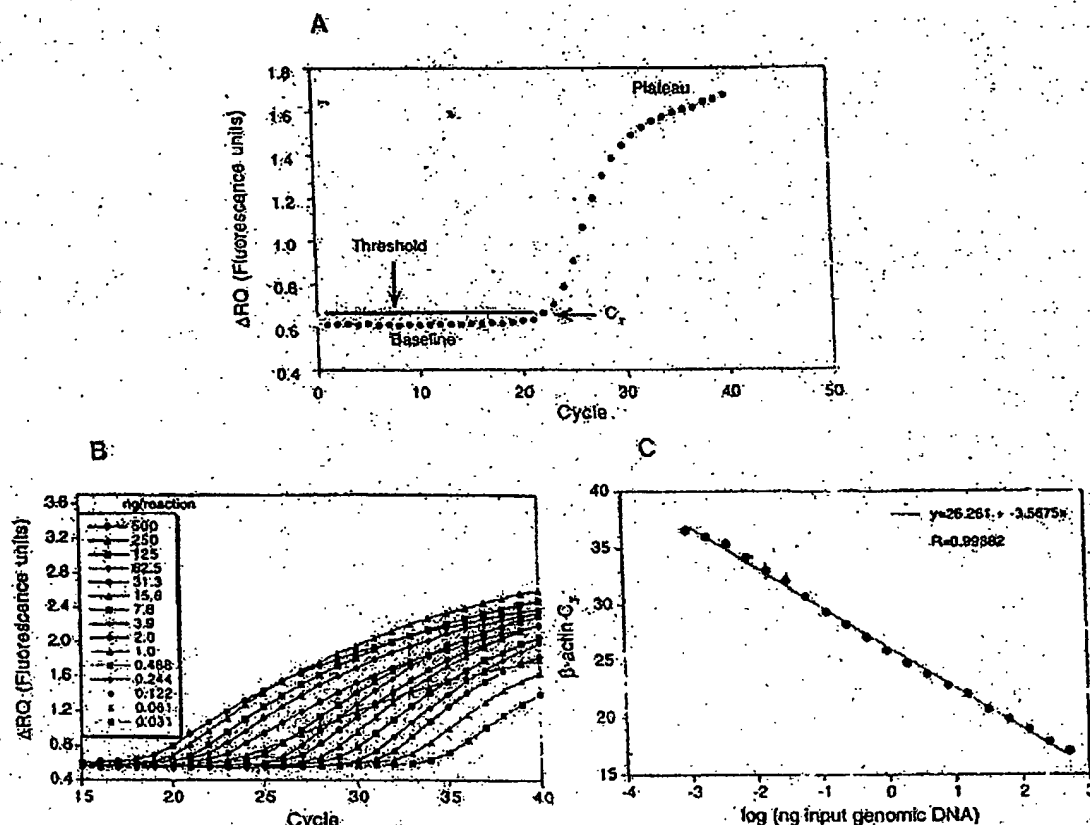 A
1.8
1.6
1.4
1.2
1.0
0.8
0.6
0.4
ΔRQ (Fluorescence units)
Plateau
Threshold
C_T
Baseline
0 10 20 30 40 50
Cycle
B
3.6
3.2
2.8
2.4
2.0
1.6
1.2
0.8
0.4
ΔRQ (Fluorescence units)
ng/reaction
500
250
125
62.5
31.3
15.6
7.8
3.9
2.0
1.0
0.488
0.244
0.122
0.061
0.031
15 20 25 30 35 40
Cycle
C
40
35
30
25
20
15
β-actin C_T
R=0.99882
-4 -3 -2 -1 0 1 2 3
log (ng input genomic DNA)